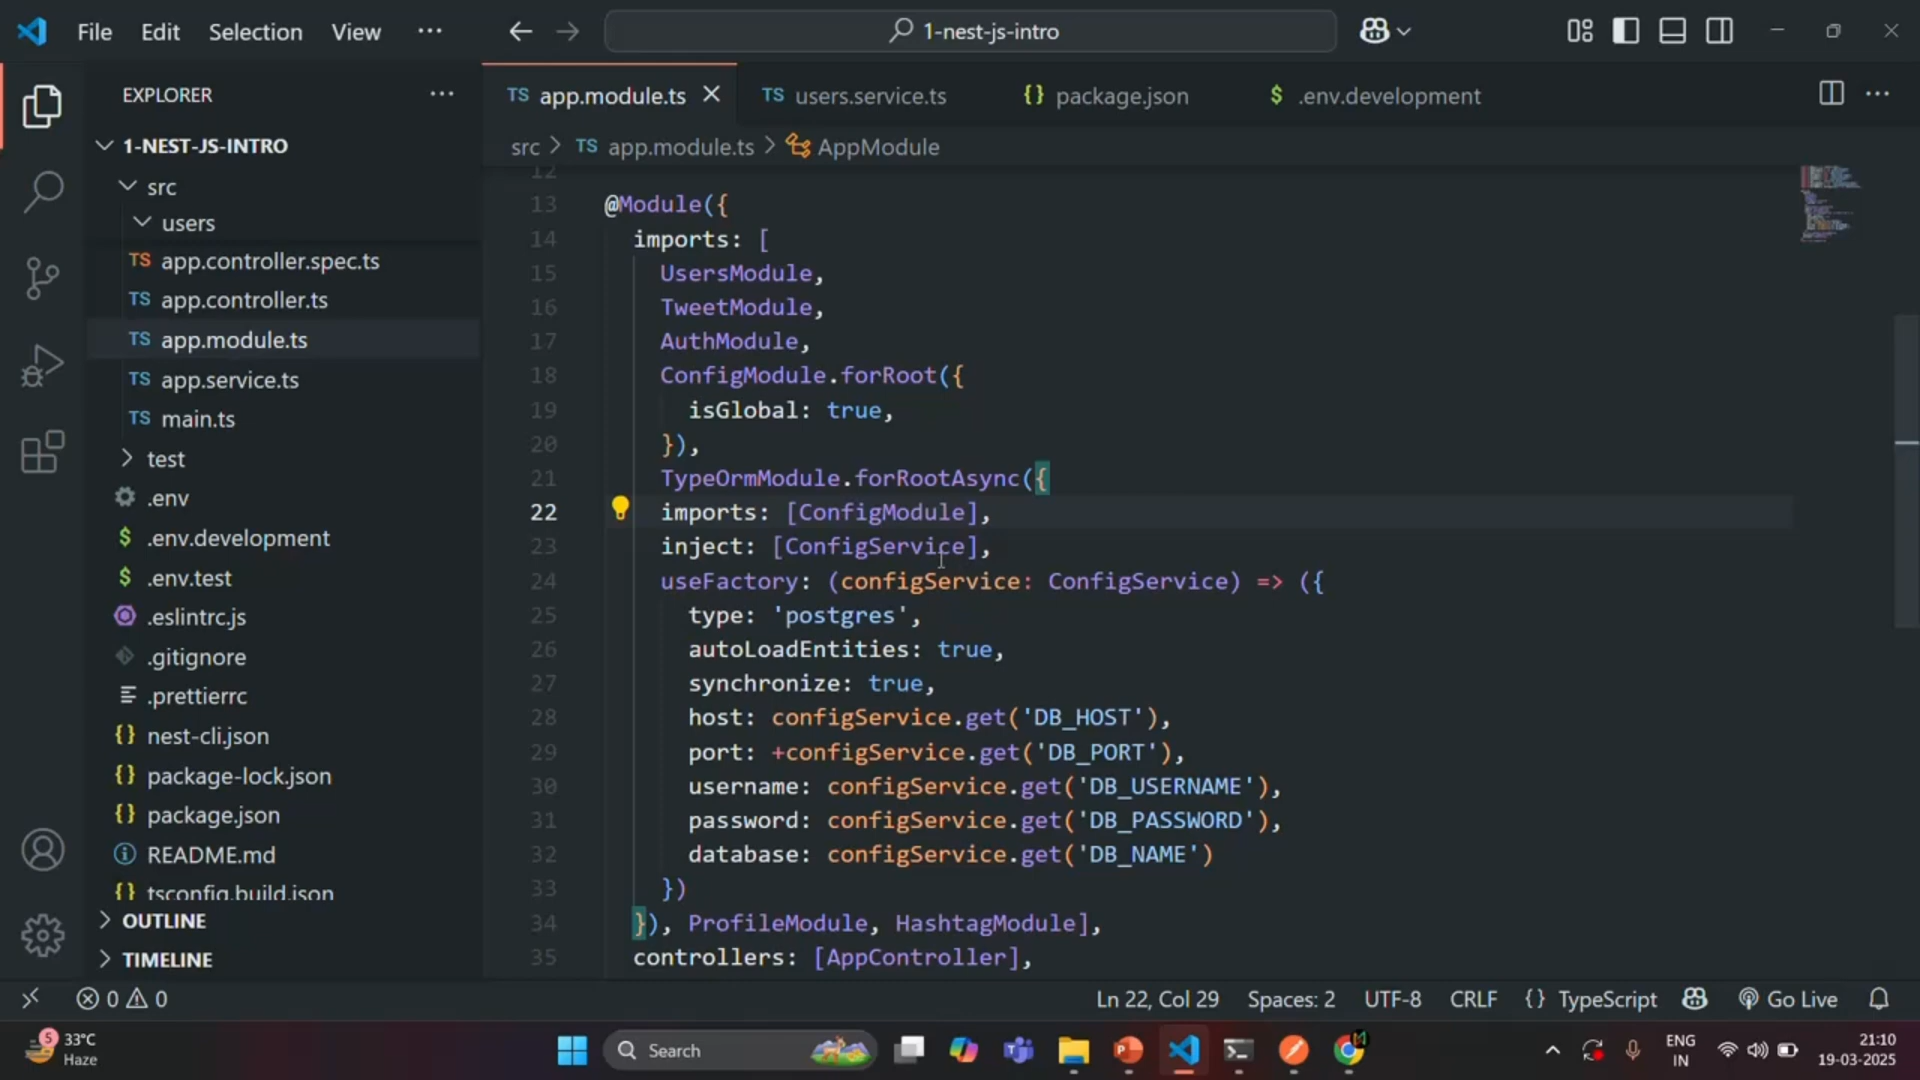 File Edit Selection View ··· 1-nest-js-intro
EXPLORER ···
1-NEST-JS-INTRO
src
users
TS app.controller.spec.ts
TS app.controller.ts
TS app.module.ts
TS app.service.ts
TS main.ts
test
.env
$ .env.development
$ .env.test
.eslintrc.js
.gitignore
.prettierrc
{} nest-cli.json
{} package-lock.json
{} package.json
README.md
{} tsconfig.build.json
OUTLINE
TIMELINE
TS app.module.ts TS users.service.ts {} package.json $ .env.development
src > TS app.module.ts > AppModule
12
13 @Module({
14 imports: [
15 UsersModule,
16 TweetModule,
17 AuthModule,
18 ConfigModule.forRoot({
19 isGlobal: true,
20 }),
21 TypeOrmModule.forRootAsync({
22 imports: [ConfigModule],
23 inject: [ConfigService],
24 useFactory: (configService: ConfigService) => ({
25 type: 'postgres',
26 autoLoadEntities: true,
27 synchronize: true,
28 host: configService.get('DB_HOST'),
29 port: +configService.get('DB_PORT'),
30 username: configService.get('DB_USERNAME'),
31 password: configService.get('DB_PASSWORD'),
32 database: configService.get('DB_NAME')
33 })
34 }), ProfileModule, HashtagModule],
35 controllers: [AppController],
0 0 Ln 22, Col 29 Spaces: 2 UTF-8 CRLF {} TypeScript Go Live
5 33°C
Haze
Search
ENG
IN
21:10
19-03-2025